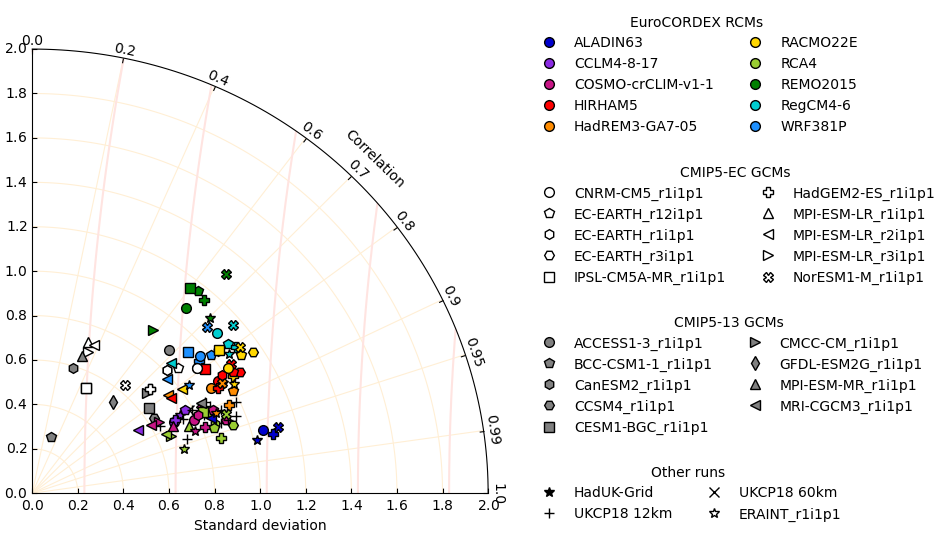 EuroCORDEX RCMs
ALADIN63 RACMO22E
CCLM4-8-17 RCA4
COSMO-crCLIM-v1-1 REMO2015
HIRHAM5 RegCM4-6
HadREM3-GA7-05 WRF381P
CMIP5-EC GCMs
CNRM-CM5_r1i1p1 HadGEM2-ES_r1i1p1
EC-EARTH_r12i1p1 MPI-ESM-LR_r1i1p1
EC-EARTH_r1i1p1 MPI-ESM-LR_r2i1p1
EC-EARTH_r3i1p1 MPI-ESM-LR_r3i1p1
IPSL-CM5A-MR_r1i1p1 NorESM1-M_r1i1p1
CMIP5-13 GCMs
ACCESS1-3_r1i1p1 CMCC-CM_r1i1p1
BCC-CSM1-1_r1i1p1 GFDL-ESM2G_r1i1p1
CanESM2_r1i1p1 MPI-ESM-MR_r1i1p1
CCSM4_r1i1p1 MRI-CGCM3_r1i1p1
CESM1-BGC_r1i1p1
Other runs
HadUK-Grid UKCP18 60km
UKCP18 12km ERAINT_r1i1p1
2.0
1.8
1.6
1.4
1.2
1.0
0.8
0.6
0.4
0.2
0.0
0.0 0.2 0.4 0.6 0.8 1.0 1.2 1.4 1.6 1.8 2.0
Standard deviation
0.0
0.2
0.4
0.6
Correlation
0.7
0.8
0.9
0.95
0.99
1.0